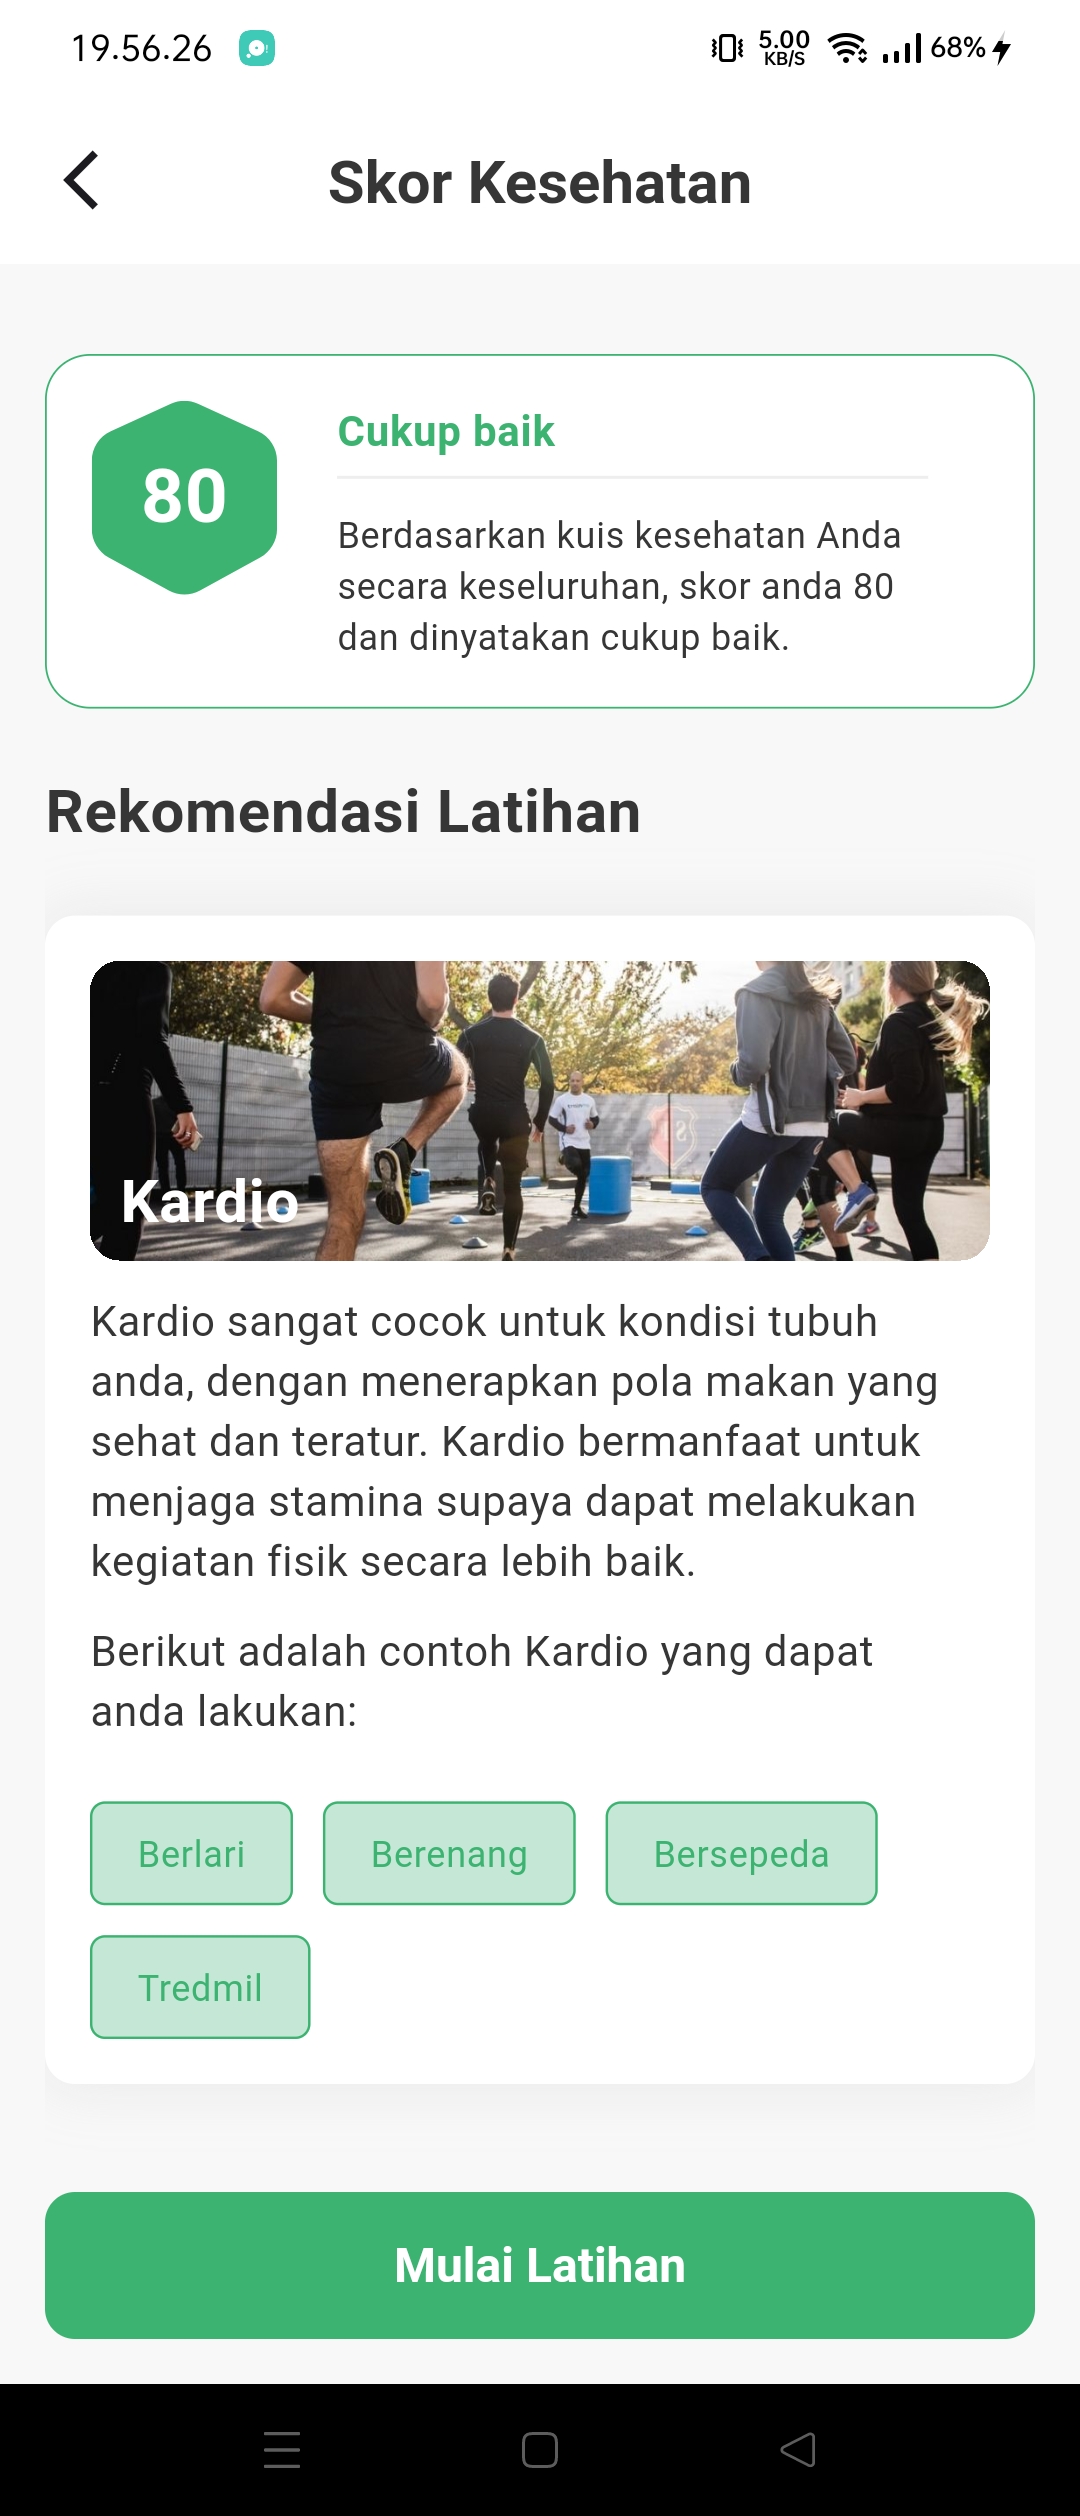 19.56.26
5.00
KB/S
68%
Skor Kesehatan
80
Cukup baik
Berdasarkan kuis kesehatan Anda
secara keseluruhan, skor anda 80
dan dinyatakan cukup baik.
Rekomendasi Latihan
Kardio
Kardio sangat cocok untuk kondisi tubuh
anda, dengan menerapkan pola makan yang
sehat dan teratur. Kardio bermanfaat untuk
menjaga stamina supaya dapat melakukan
kegiatan fisik secara lebih baik.
Berikut adalah contoh Kardio yang dapat
anda lakukan:
Berlari
Berenang
Bersepeda
Tredmil
Mulai Latihan